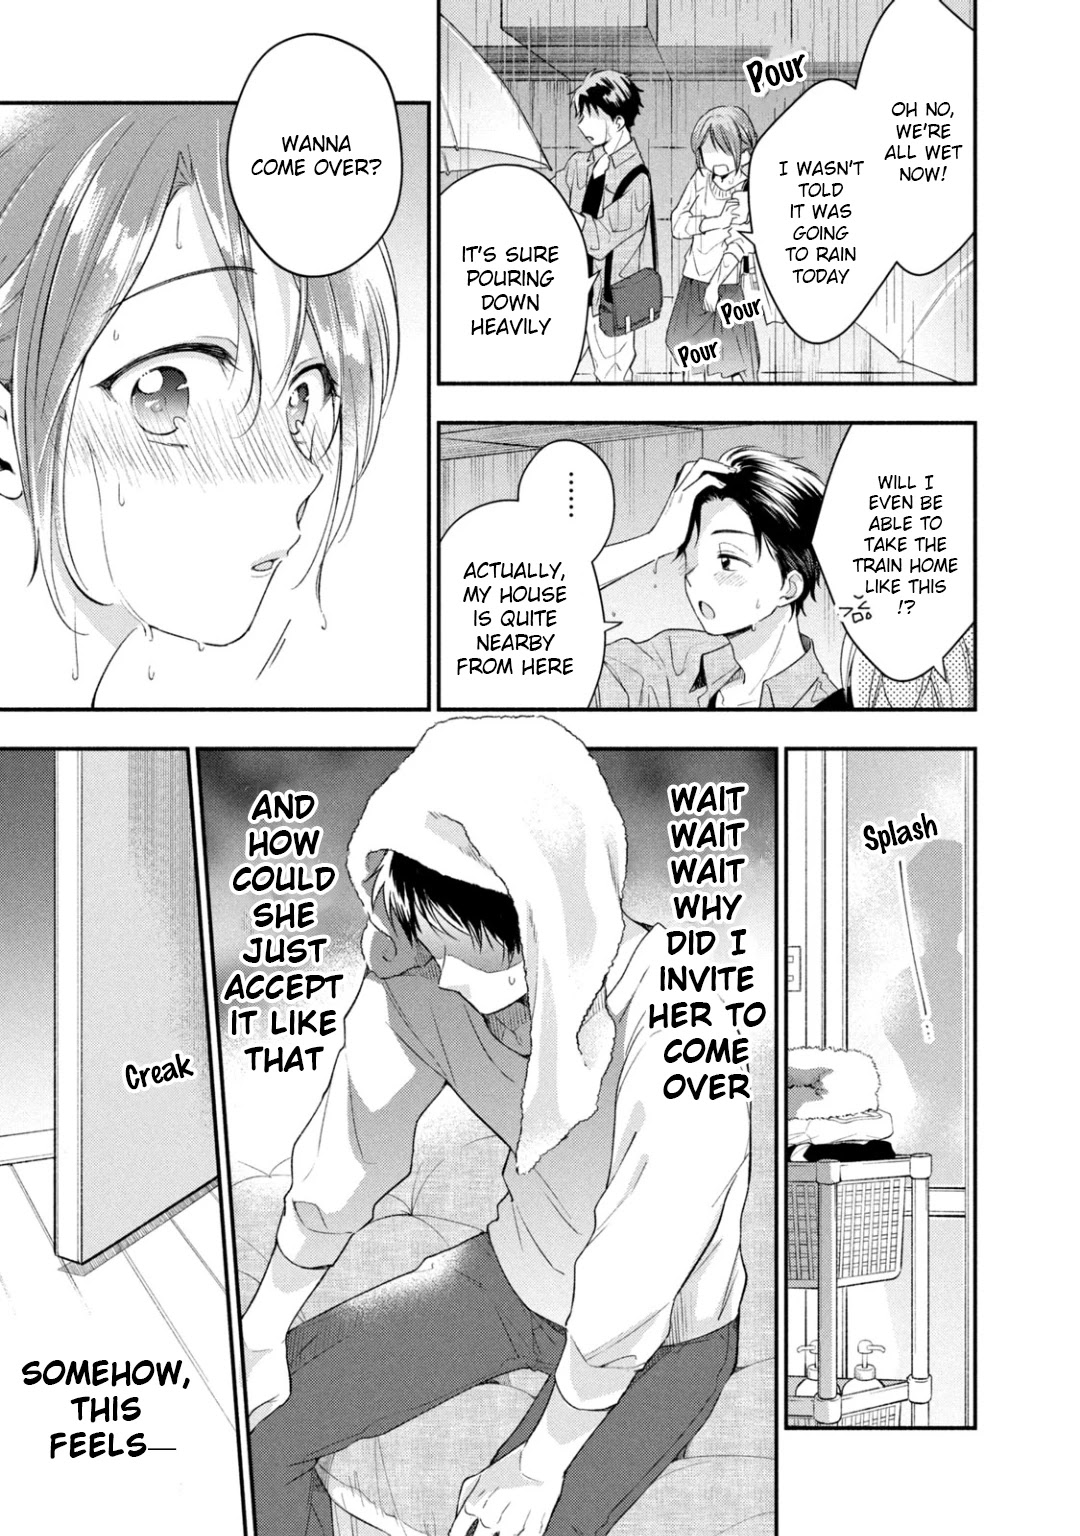 Pour
OH NO,
WE'RE
ALL WET
NOW!
I WASN'T
TOLD
IT WAS
GOING
TO RAIN
TODAY
Pour
Pour
IT'S SURE
POURING
DOWN
HEAVILY
WILL I
EVEN BE
ABLE TO
TAKE THE
TRAIN HOME
LIKE THIS
!?
......
ACTUALLY,
MY HOUSE
IS QUITE
NEARBY
FROM HERE
WANNA
COME OVER?
Splash
WAIT
WAIT
WAIT
WHY
DID I
INVITE
HER TO
COME
OVER
AND
HOW
COULD
SHE
JUST
ACCEPT
IT LIKE
THAT
Creak
SOMEHOW,
THIS
FEELS—